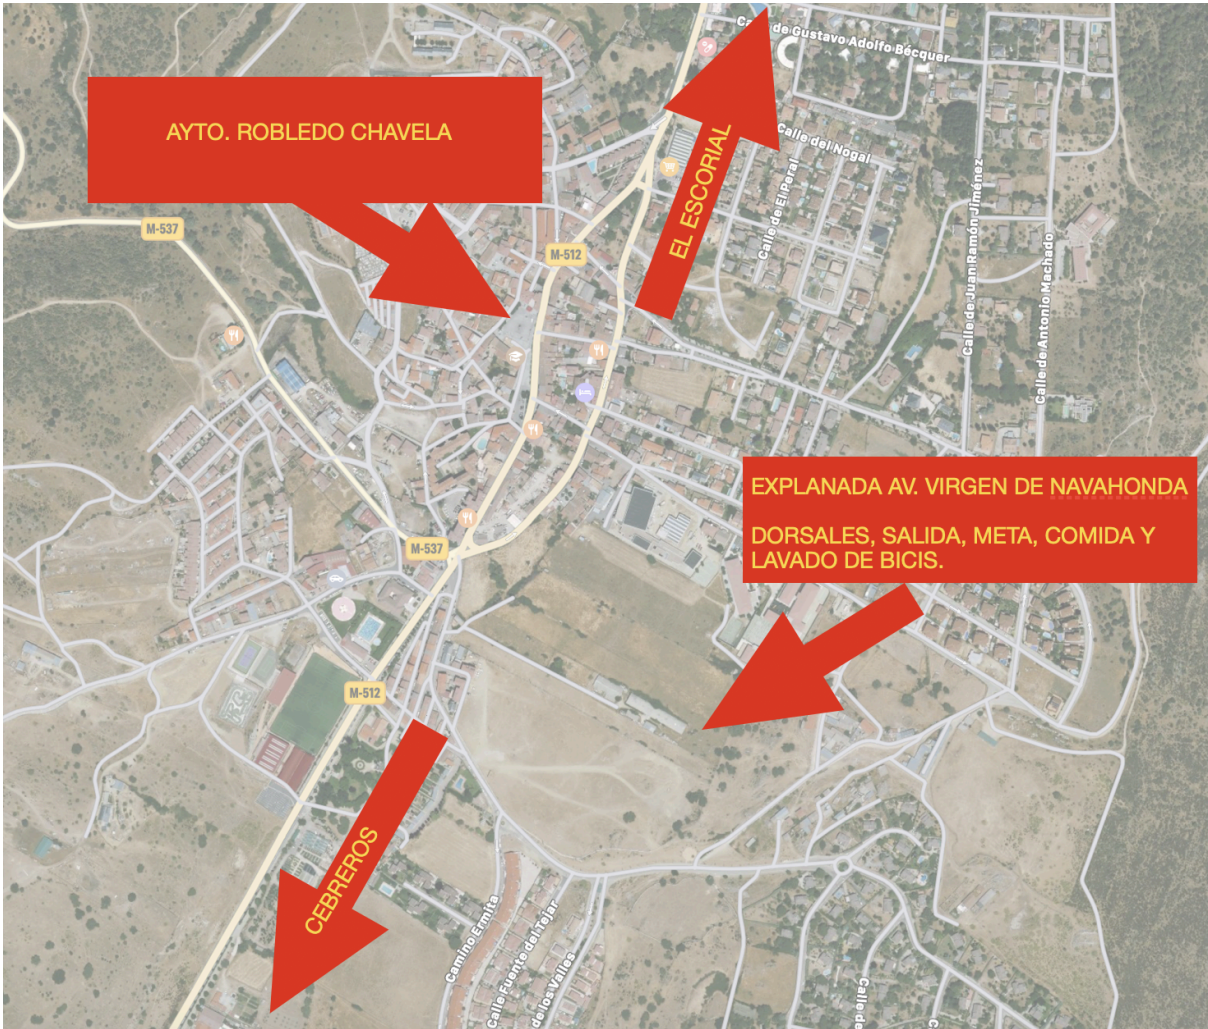 Calle de Gustavo Adolfo Bécquer
AYTO. ROBLEDO CHAVELA
EL ESCORIAL
Calle del Nogal
Calle de El Peral
Calle de Juan Ramón Jiménez
Calle de Antonio Machado
M-537
M-512
EXPLANADA AV. VIRGEN DE NAVAHONDA
DORSALES, SALIDA, META, COMIDA Y
LAVADO DE BICIS.
M-537
M-512
CEBREROS
Camino Ermita
Calle Fuente del Tejar
de los Valles
Calle de